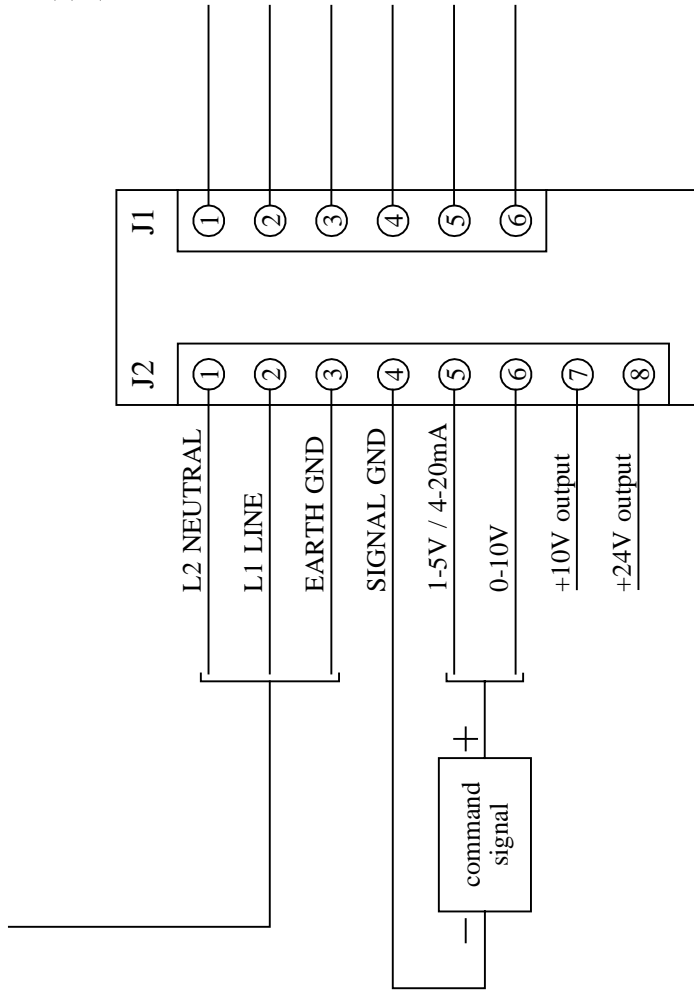 J1
1
2
3
4
5
6
J2
1
2
3
4
5
6
7
8
L2 NEUTRAL
L1 LINE
EARTH GND
SIGNAL GND
1-5V / 4-20mA
0-10V
+10V output
+24V output
+
command
signal
−